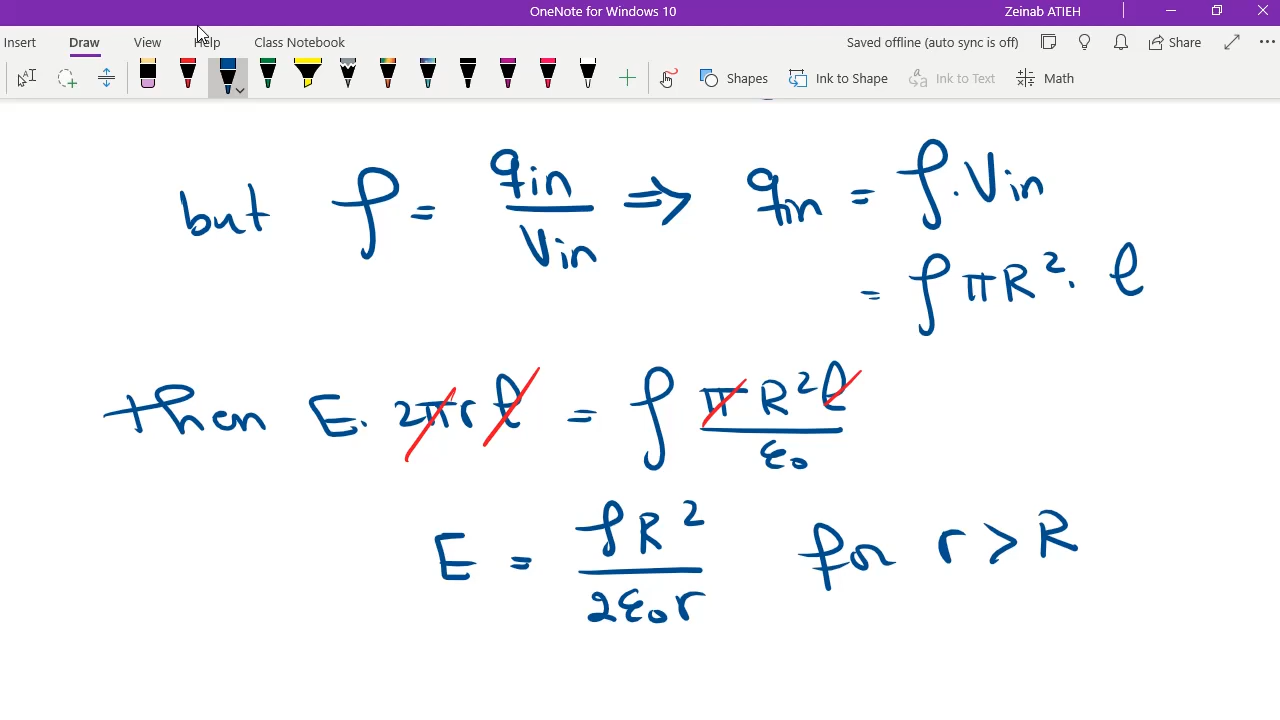 OneNote for Windows 10 Zeinab ATIEH
Insert Draw View Help Class Notebook Saved offline (auto sync is off) Share
Shapes Ink to Shape Ink to Text Math
but ρ = qin/Vin ⇒ qin = ρ.Vin
= ρπR². ℓ
then E. 2πrℓ = ρ πR²ℓ/ε₀
E = ρR²/2ε₀r for r > R